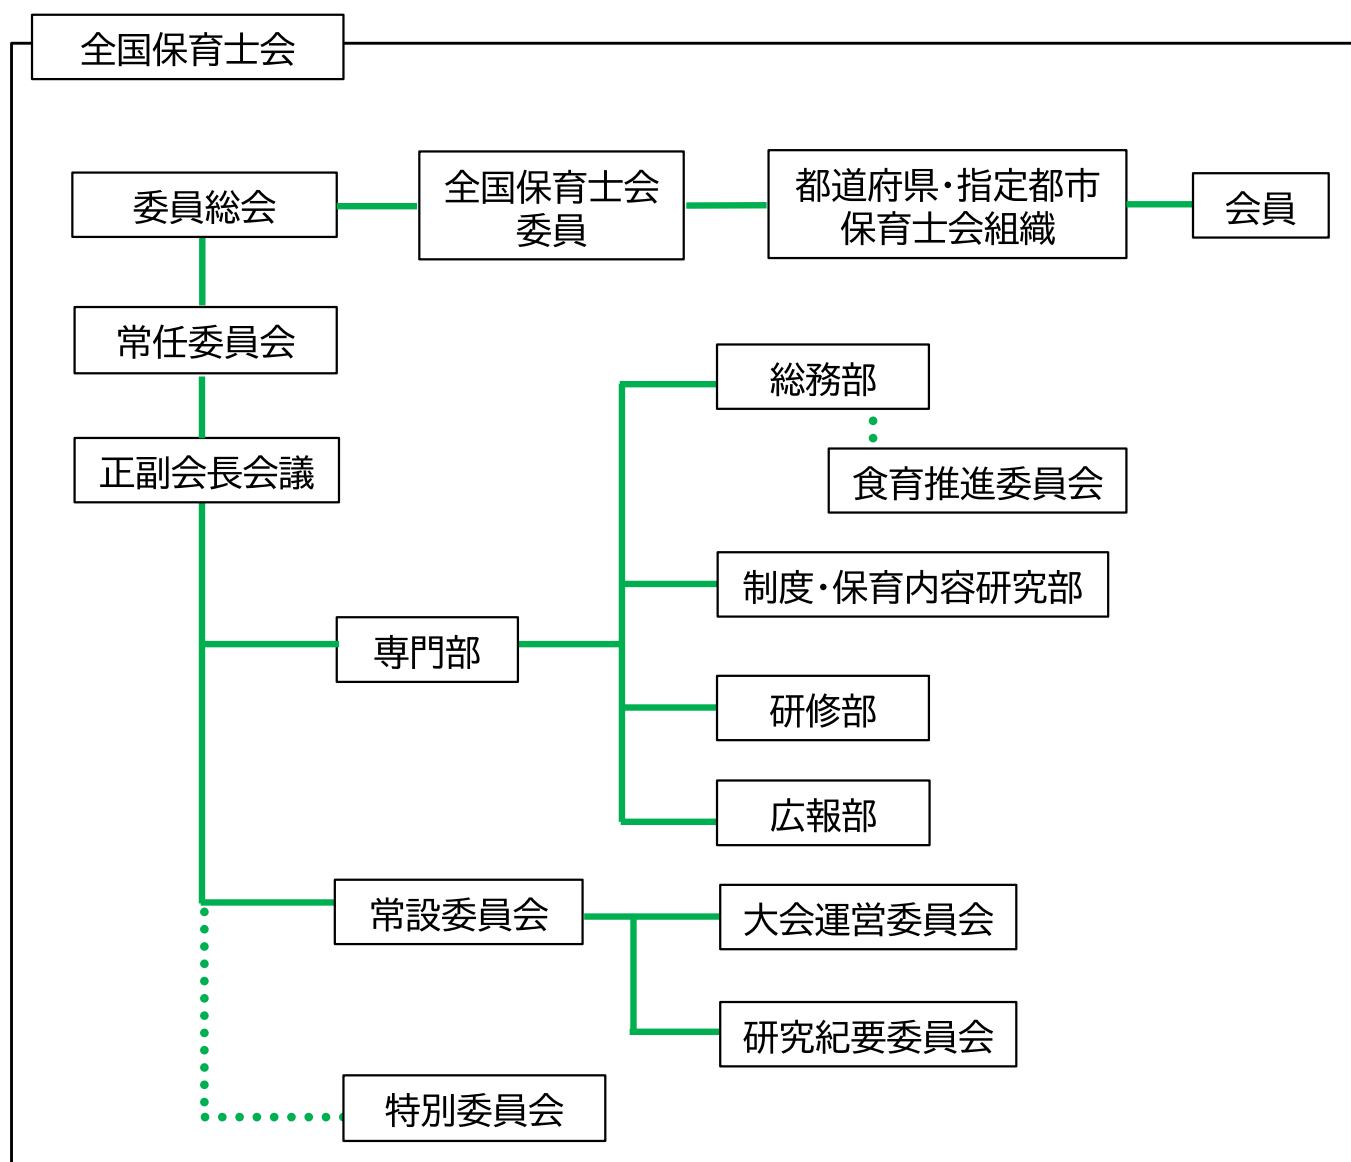 全国保育士会
委員総会
全国保育士会
委員
都道府県･指定都市
保育士会組織
会員
常任委員会
正副会長会議
総務部
食育推進委員会
制度･保育内容研究部
専門部
研修部
広報部
常設委員会
大会運営委員会
研究紀要委員会
特別委員会